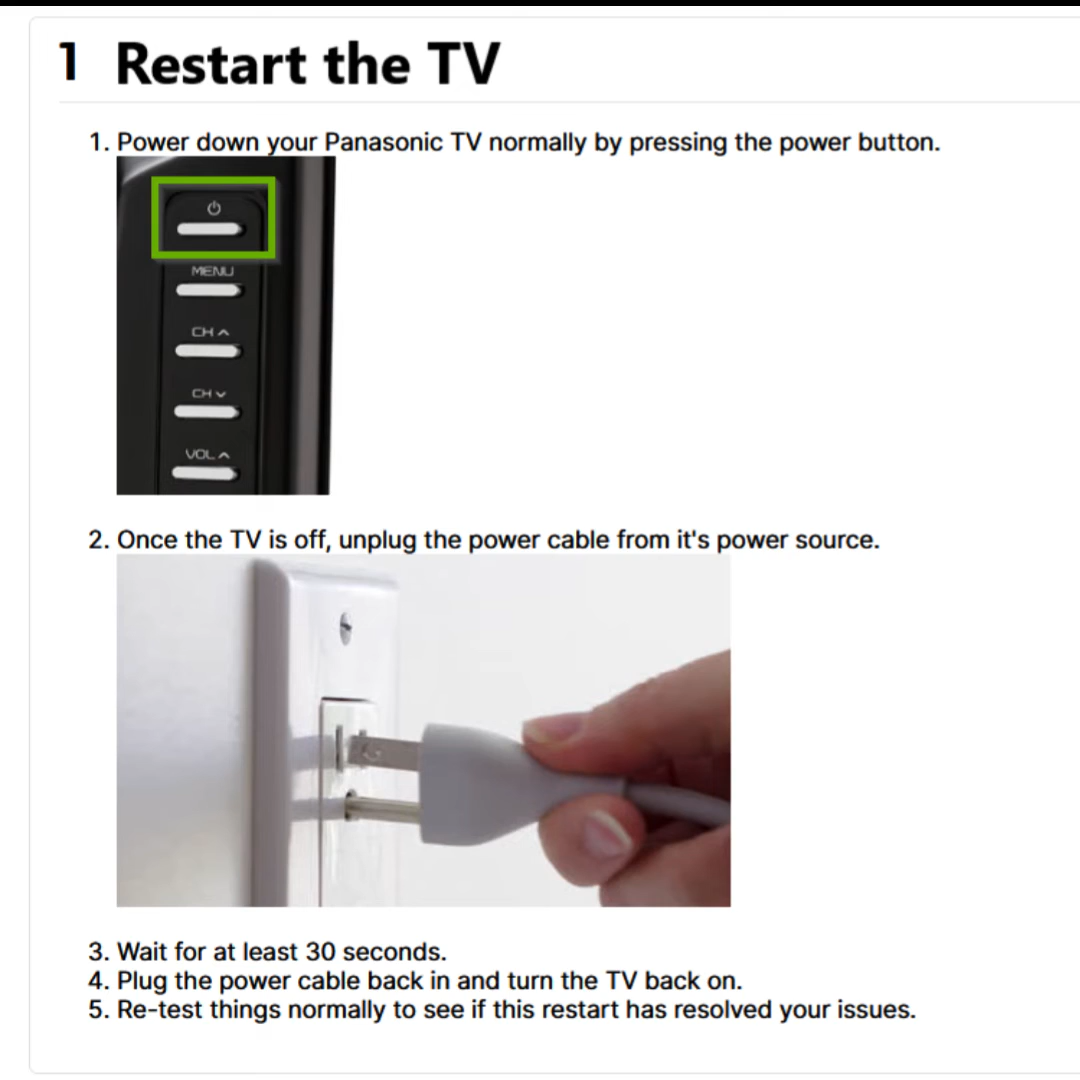 1 Restart the TV
1. Power down your Panasonic TV normally by pressing the power button.
MENU
CH ^
CH v
VOL ^
2. Once the TV is off, unplug the power cable from it's power source.
3. Wait for at least 30 seconds.
4. Plug the power cable back in and turn the TV back on.
5. Re-test things normally to see if this restart has resolved your issues.